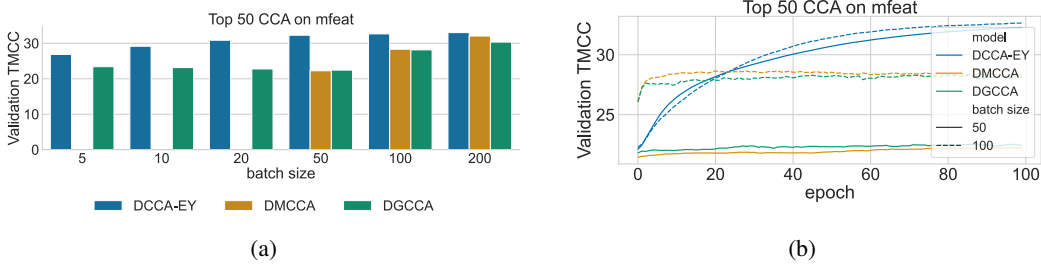 Top 50 CCA on mfeat
Validation TMCC
30
20
10
0
5 10 20 50 100 200
batch size
DCCA-EY DMCCA DGCCA
(a)
Top 50 CCA on mfeat
Validation TMCC
30
25
model
DCCA-EY
DMCCA
DGCCA
batch size
50
100
0 20 40 60 80 100
epoch
(b)